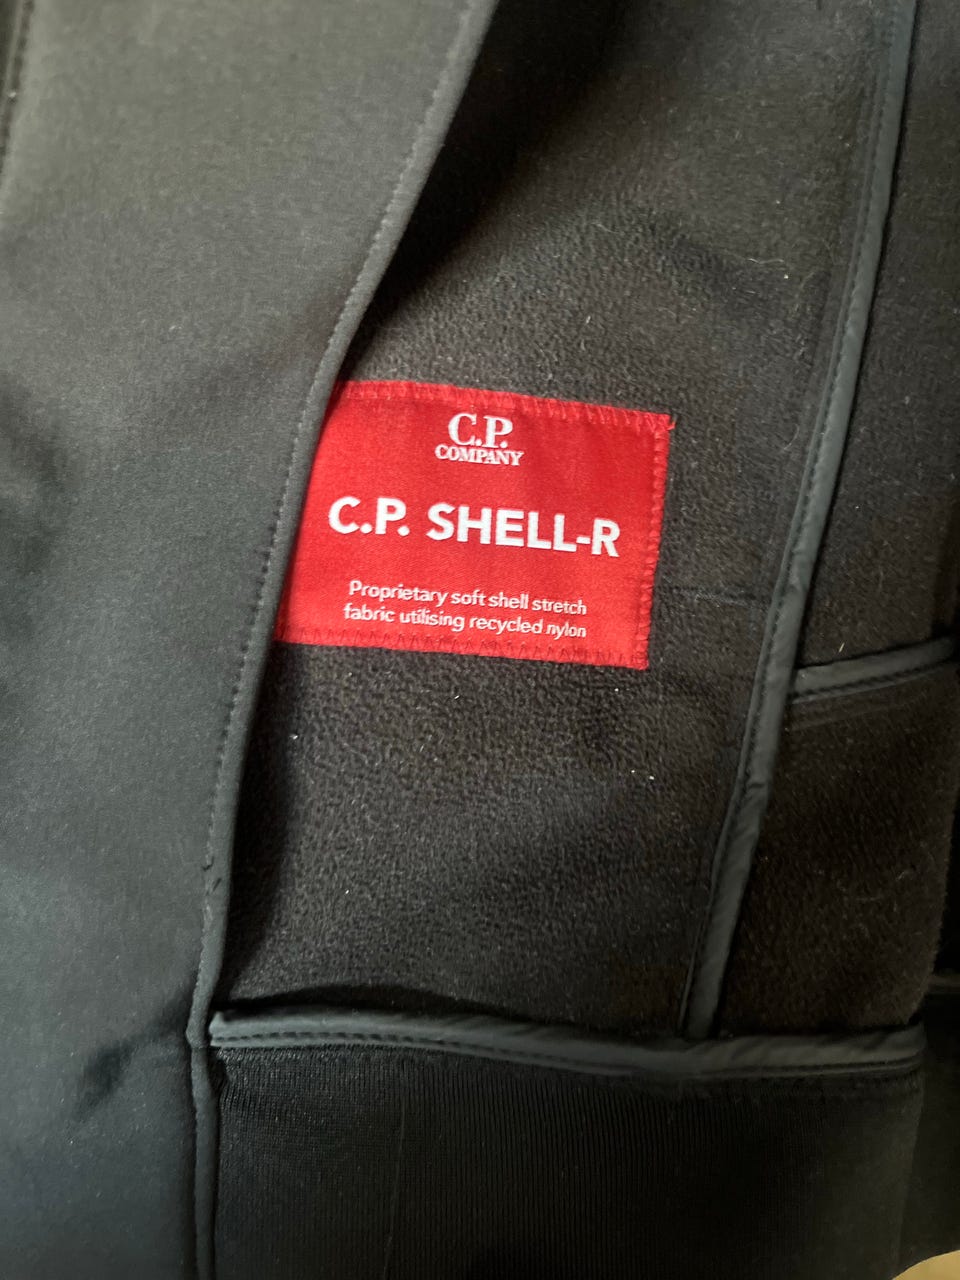 C.P.
COMPANY
C.P. SHELL-R
Proprietary soft shell stretch
fabric utilising recycled nylon